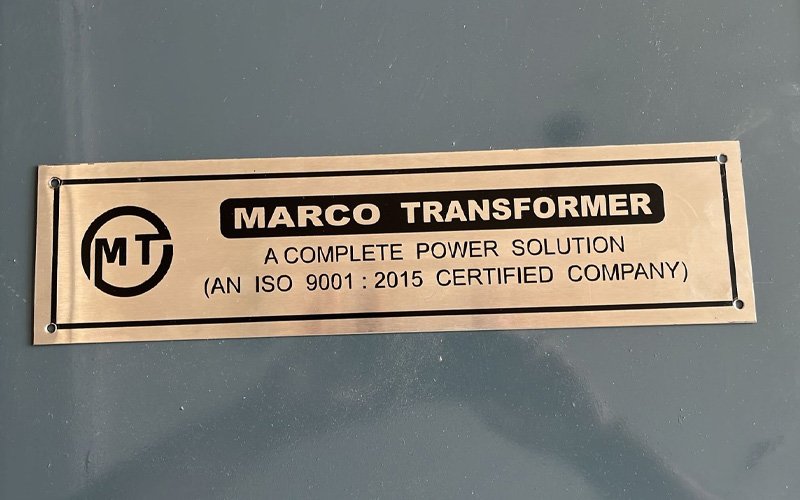 MT
MARCO TRANSFORMER
A COMPLETE POWER SOLUTION
(AN ISO 9001 : 2015 CERTIFIED COMPANY)